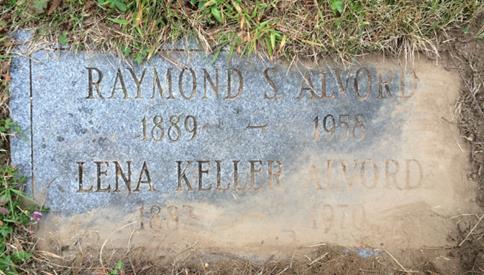 RAYMOND S. ALVORD
1889 — 1958
LENA KELLER ALVORD
1970